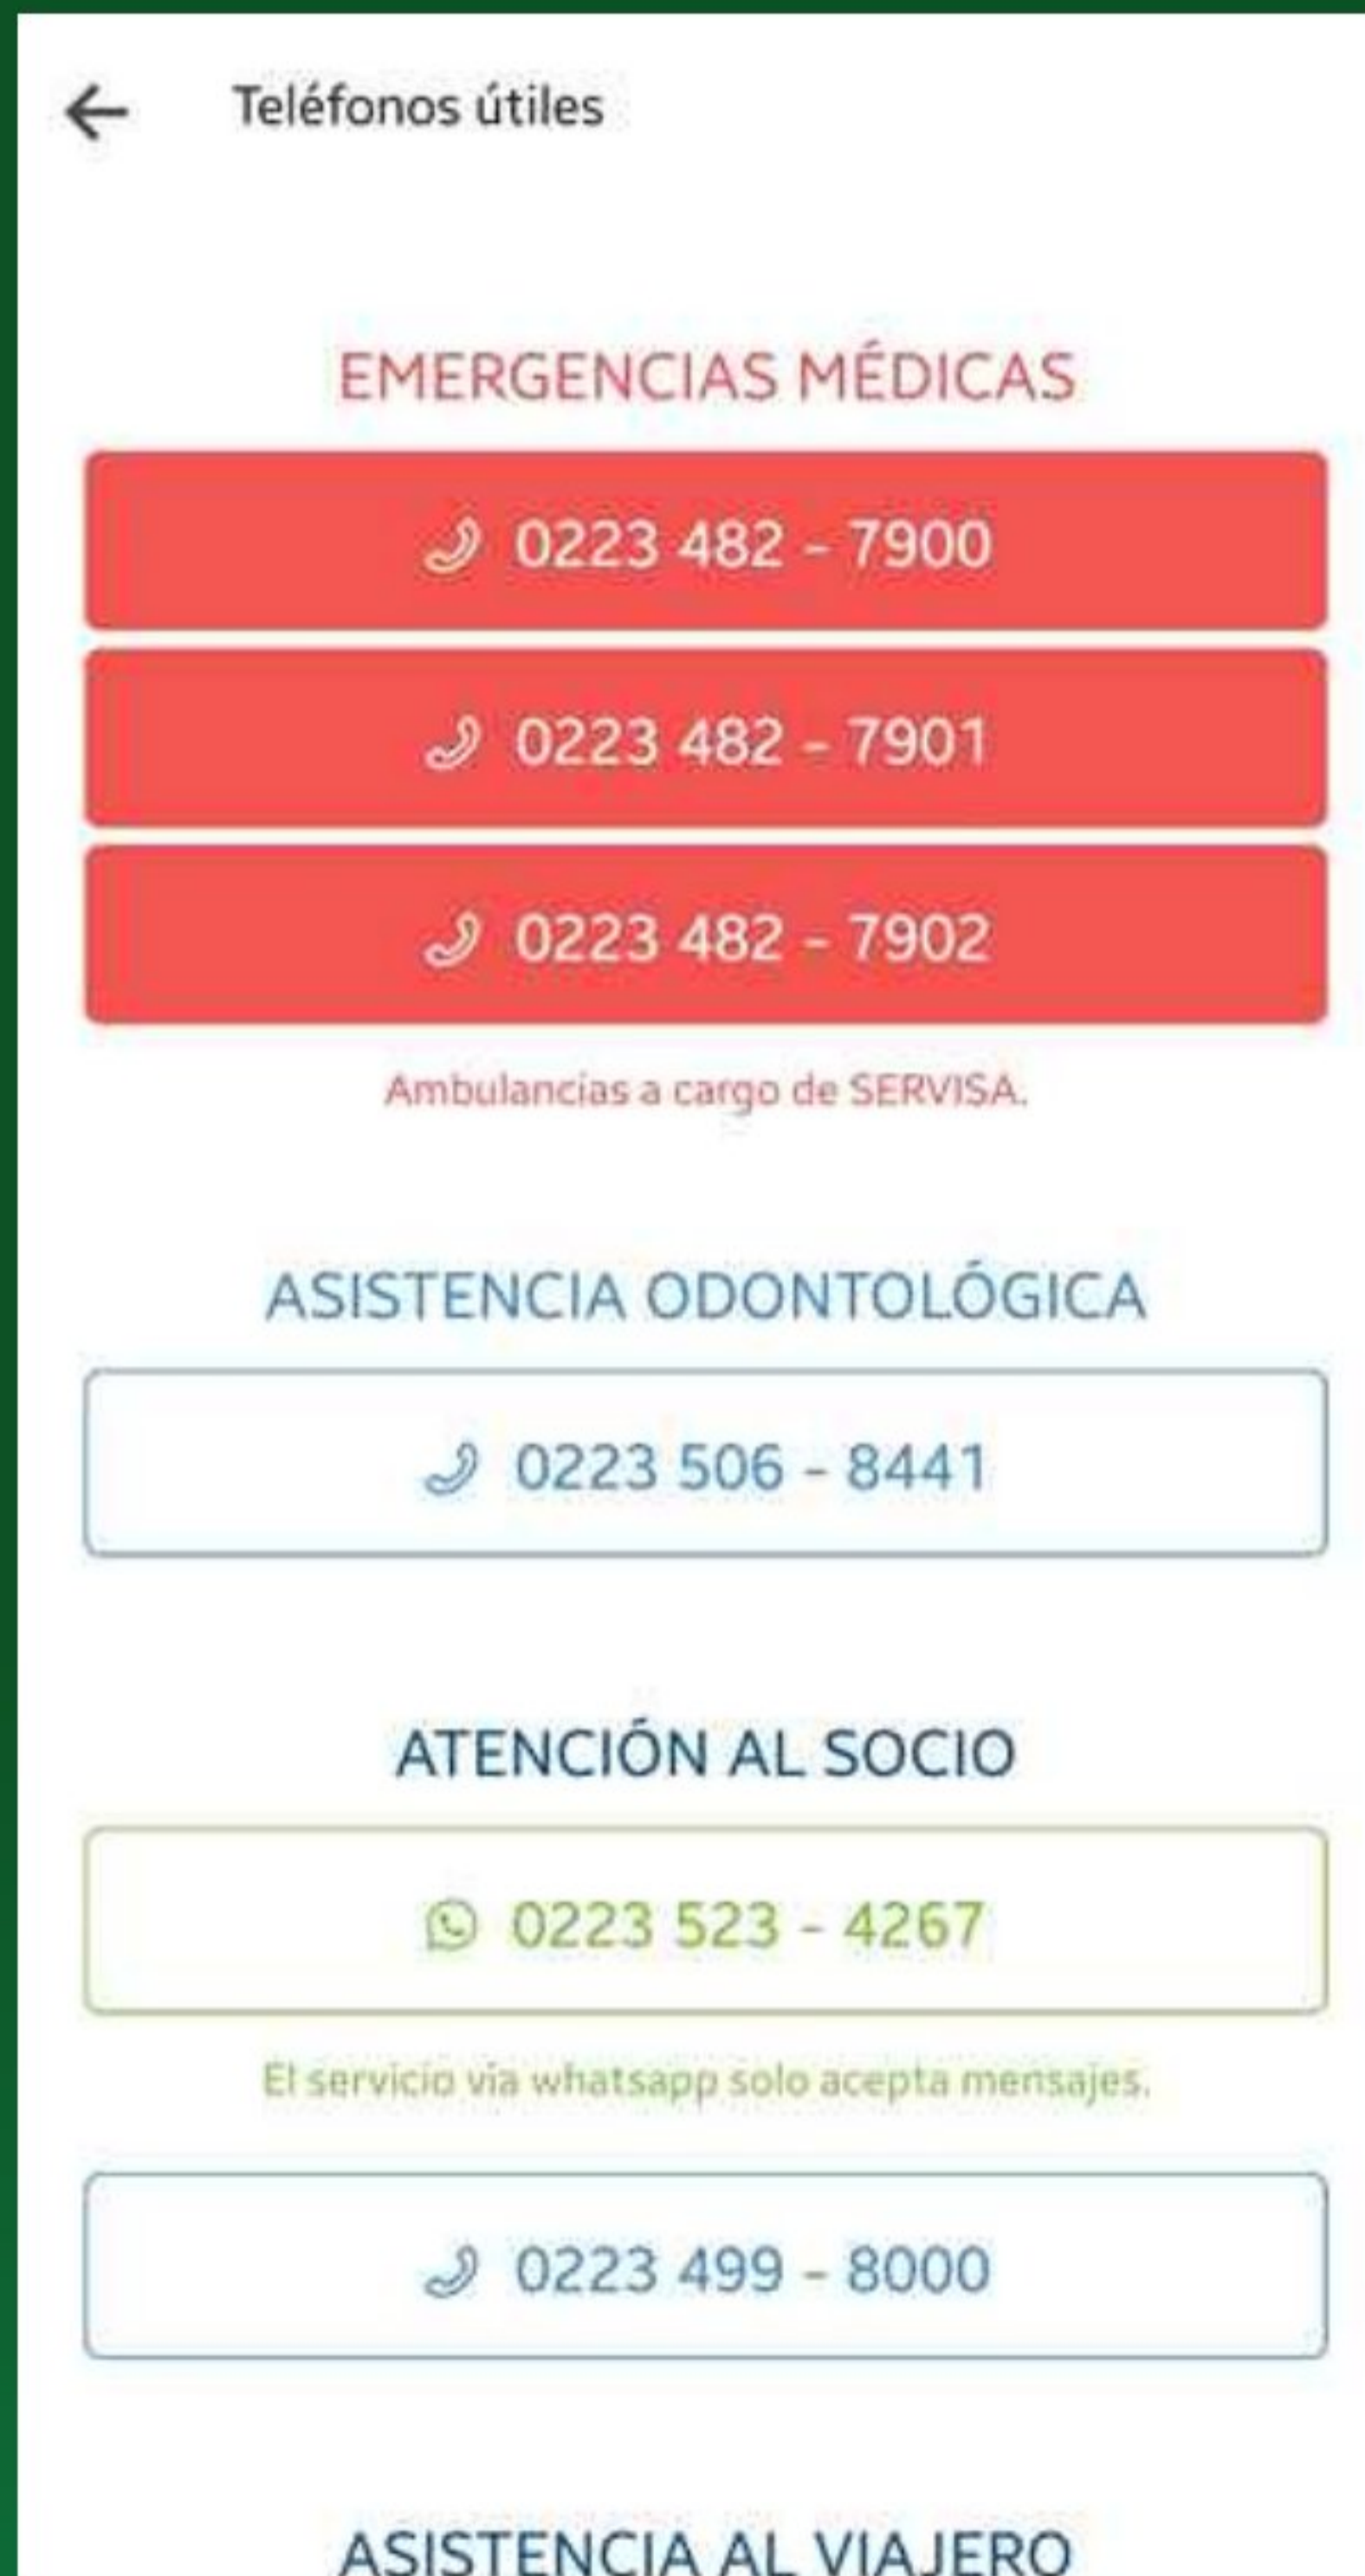 Teléfonos útiles
EMERGENCIAS MÉDICAS
0223 482 - 7900
0223 482 - 7901
0223 482 - 7902
Ambulancias a cargo de SERVISA.
ASISTENCIA ODONTOLÓGICA
0223 506 - 8441
ATENCIÓN AL SOCIO
0223 523 - 4267
El servicio vía whatsapp solo acepta mensajes.
0223 499 - 8000
ASISTENCIA AL VIAJERO